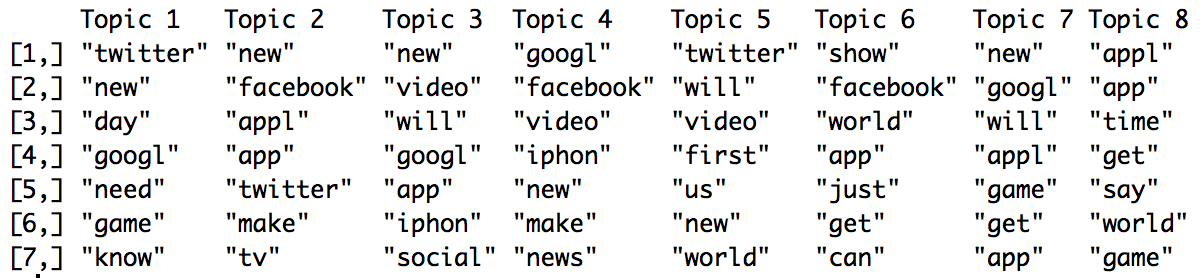 Topic 1 Topic 2 Topic 3 Topic 4 Topic 5 Topic 6 Topic 7 Topic 8
[1,] "twitter" "new" "new" "googl" "twitter" "show" "new" "appl"
[2,] "new" "facebook" "video" "facebook" "will" "facebook" "googl" "app"
[3,] "day" "appl" "will" "video" "video" "world" "will" "time"
[4,] "googl" "app" "googl" "iphon" "first" "app" "appl" "get"
[5,] "need" "twitter" "app" "new" "us" "just" "game" "say"
[6,] "game" "make" "iphon" "make" "new" "get" "get" "world"
[7,] "know" "tv" "social" "news" "world" "can" "app" "game"